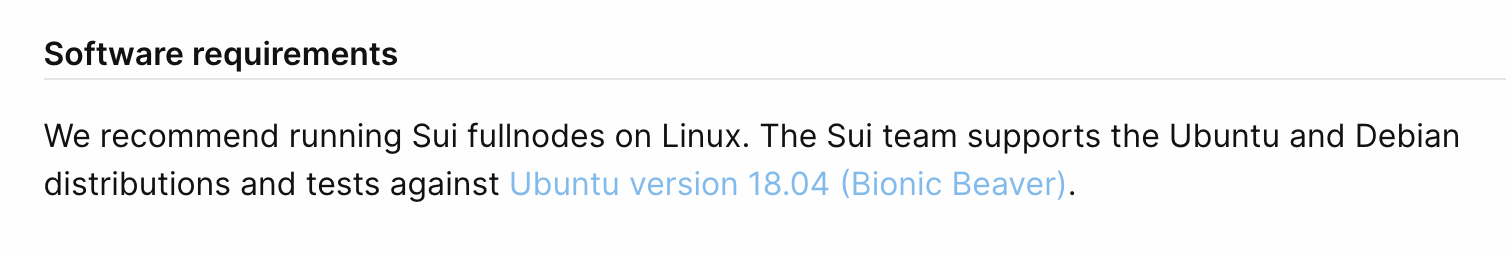 Software requirements
We recommend running Sui fullnodes on Linux. The Sui team supports the Ubuntu and Debian
distributions and tests against Ubuntu version 18.04 (Bionic Beaver).